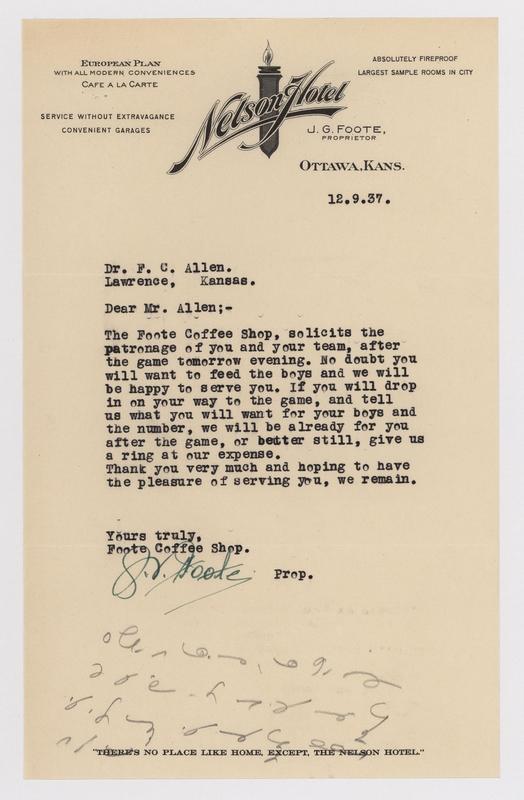 EUROPEAN PLAN
WITH ALL MODERN CONVENIENCES
CAFE A LA CARTE
SERVICE WITHOUT EXTRAVAGANCE
CONVENIENT GARAGES
Nelson Hotel
ABSOLUTELY FIREPROOF
LARGEST SAMPLE ROOMS IN CITY
J. G. FOOTE,
PROPRIETOR
OTTAWA, KANS.
12.9.37.
Dr. F. C. Allen.
Lawrence, Kansas.
Dear Mr. Allen;-
The Foote Coffee Shop, solicits the
patronage of you and your team, after
the game tomorrow evening. No doubt you
will want to feed the boys and we will
be happy to serve you. If you will drop
in on your way to the game, and tell
us what you will want for your boys and
the number, we will be already for you
after the game, or better still, give us
a ring at our expense.
Thank you very much and hoping to have
the pleasure of serving you, we remain.
Yours truly,
Foote Coffee Shop.
Foote Prop.
"THERE'S NO PLACE LIKE HOME, EXCEPT, THE NELSON HOTEL."